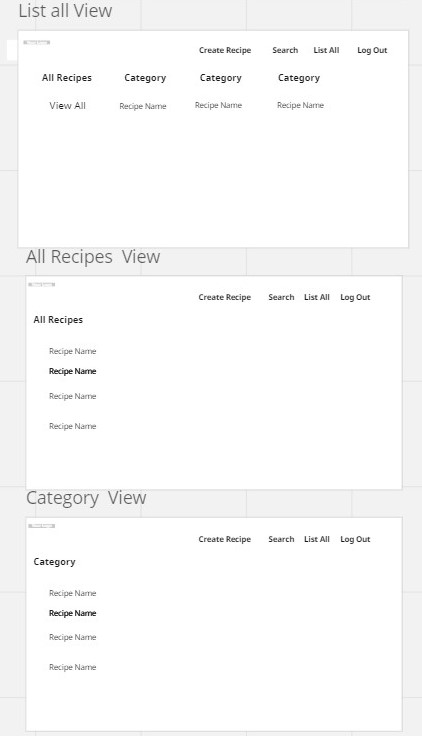 List all View
Create Recipe Search List All Log Out
All Recipes Category Category Category
View All Recipe Name Recipe Name Recipe Name
All Recipes View
Create Recipe Search List All Log Out
All Recipes
Recipe Name
Recipe Name
Recipe Name
Recipe Name
Category View
Create Recipe Search List All Log Out
Category
Recipe Name
Recipe Name
Recipe Name
Recipe Name